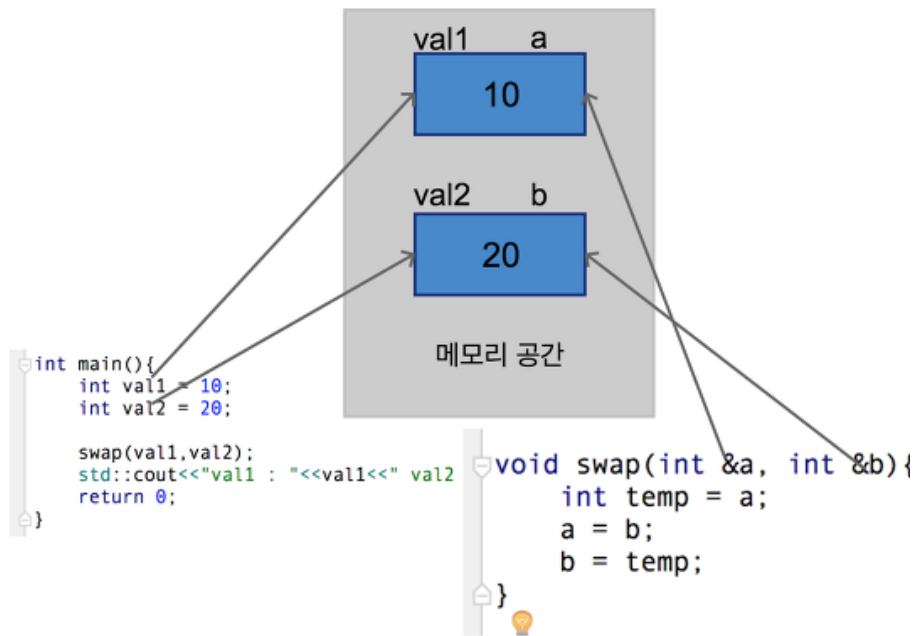 val1 a
10
val2 b
20
메모리 공간
int main(){
int val1 = 10;
int val2 = 20;
swap(val1,val2);
std::cout<<"val1 : "<<val1<<" val2
return 0;
}
void swap(int &a, int &b){
int temp = a;
a = b;
b = temp;
}